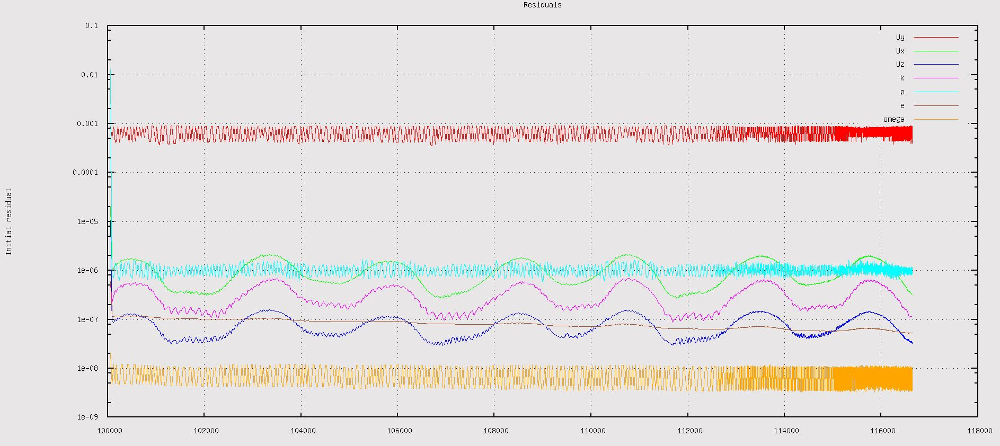 Residuals
0.1
0.01
0.001
0.0001
1e-05
1e-06
1e-07
1e-08
1e-09
Initial residual
Uy
Ux
Uz
k
p
e
omega
100000 102000 104000 106000 108000 110000 112000 114000 116000 118000